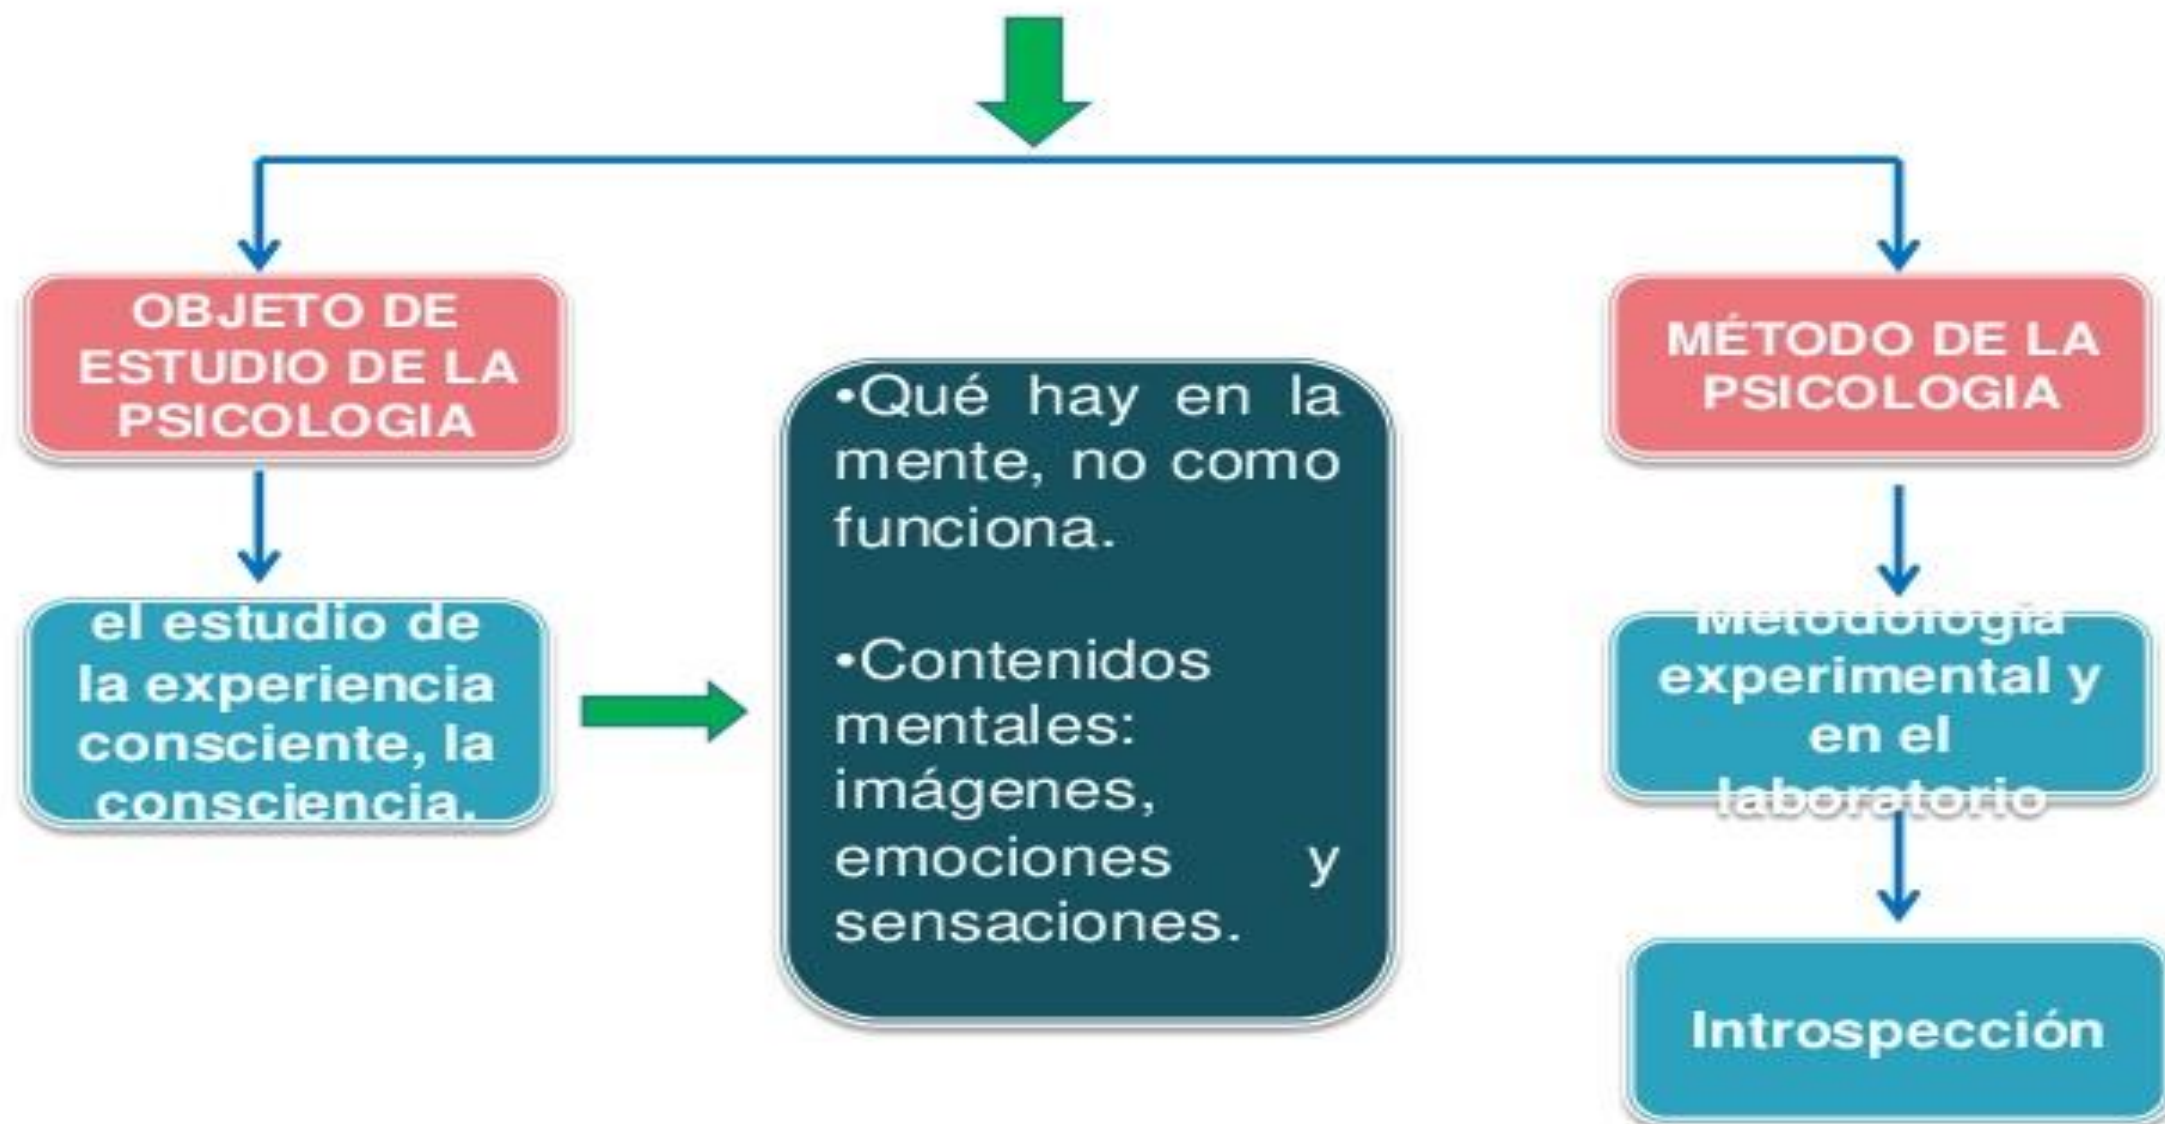 OBJETO DE
ESTUDIO DE LA
PSICOLOGIA
el estudio de
la experiencia
consciente, la
consciencia.
•Qué hay en la
mente, no como
funciona.
•Contenidos
mentales:
imágenes,
emociones y
sensaciones.
MÉTODO DE LA
PSICOLOGIA
Metodología
experimental y
en el
laboratorio
Introspección